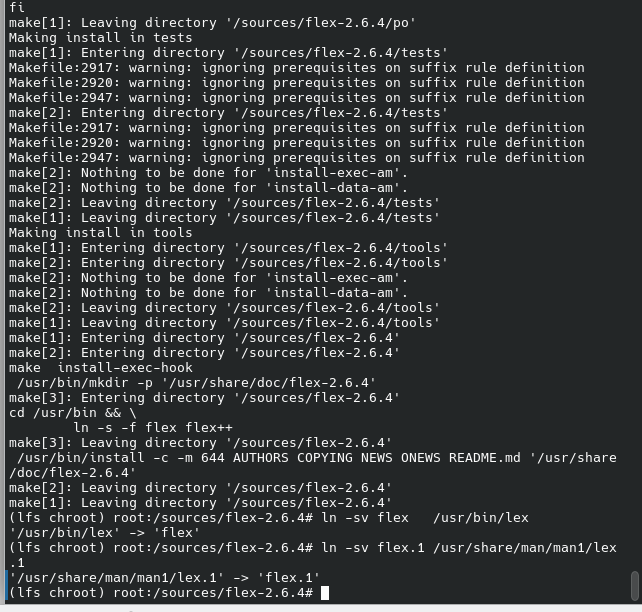 fi
make[1]: Leaving directory '/sources/flex-2.6.4/po'
Making install in tests
make[1]: Entering directory '/sources/flex-2.6.4/tests'
Makefile:2917: warning: ignoring prerequisites on suffix rule definition
Makefile:2920: warning: ignoring prerequisites on suffix rule definition
Makefile:2947: warning: ignoring prerequisites on suffix rule definition
make[2]: Entering directory '/sources/flex-2.6.4/tests'
Makefile:2917: warning: ignoring prerequisites on suffix rule definition
Makefile:2920: warning: ignoring prerequisites on suffix rule definition
Makefile:2947: warning: ignoring prerequisites on suffix rule definition
make[2]: Nothing to be done for 'install-exec-am'.
make[2]: Nothing to be done for 'install-data-am'.
make[2]: Leaving directory '/sources/flex-2.6.4/tests'
make[1]: Leaving directory '/sources/flex-2.6.4/tests'
Making install in tools
make[1]: Entering directory '/sources/flex-2.6.4/tools'
make[2]: Entering directory '/sources/flex-2.6.4/tools'
make[2]: Nothing to be done for 'install-exec-am'.
make[2]: Nothing to be done for 'install-data-am'.
make[2]: Leaving directory '/sources/flex-2.6.4/tools'
make[1]: Leaving directory '/sources/flex-2.6.4/tools'
make[1]: Entering directory '/sources/flex-2.6.4'
make[2]: Entering directory '/sources/flex-2.6.4'
make  install-exec-hook
 /usr/bin/mkdir -p '/usr/share/doc/flex-2.6.4'
make[3]: Entering directory '/sources/flex-2.6.4'
cd /usr/bin && \
        ln -s -f flex flex++
make[3]: Leaving directory '/sources/flex-2.6.4'
 /usr/bin/install -c -m 644 AUTHORS COPYING NEWS ONEWS README.md '/usr/share
/doc/flex-2.6.4'
make[2]: Leaving directory '/sources/flex-2.6.4'
make[1]: Leaving directory '/sources/flex-2.6.4'
(lfs chroot) root:/sources/flex-2.6.4# ln -sv flex   /usr/bin/lex
'/usr/bin/lex' -> 'flex'
(lfs chroot) root:/sources/flex-2.6.4# ln -sv flex.1 /usr/share/man/man1/lex
.1
'/usr/share/man/man1/lex.1' -> 'flex.1'
(lfs chroot) root:/sources/flex-2.6.4#